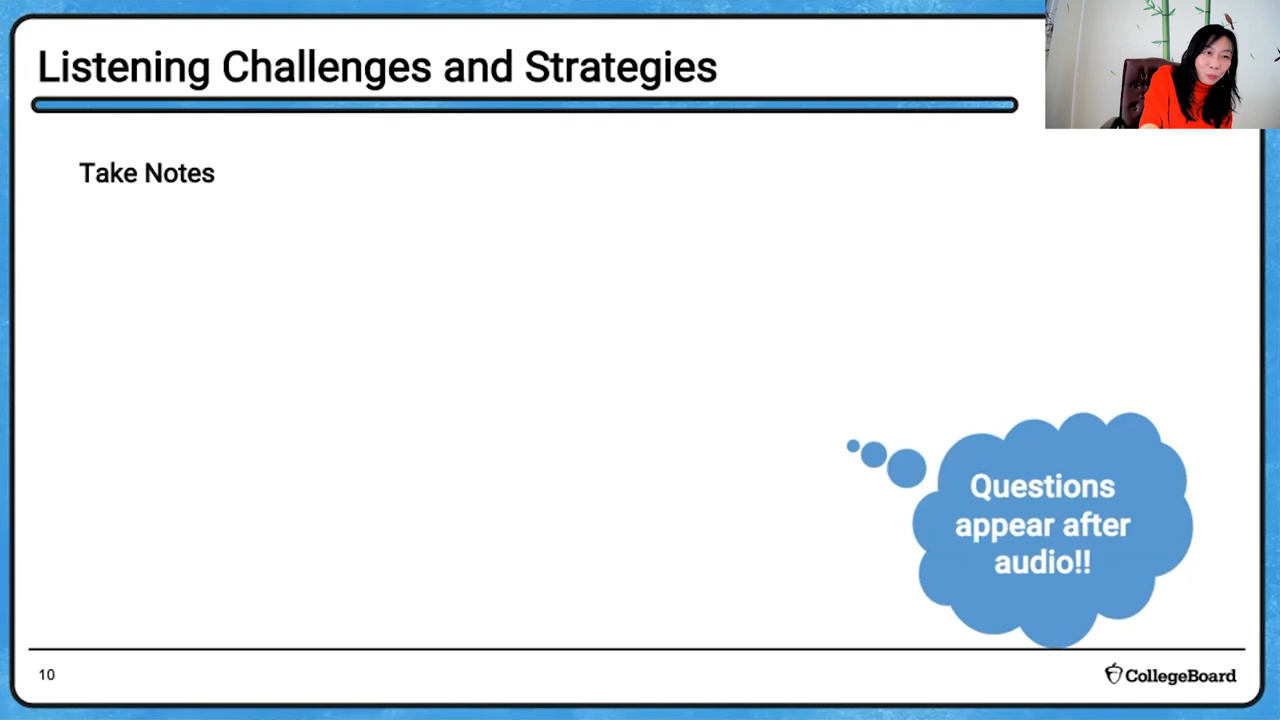 Listening Challenges and Strategies
Take Notes
Questions
appear after
audio!!
10
CollegeBoard